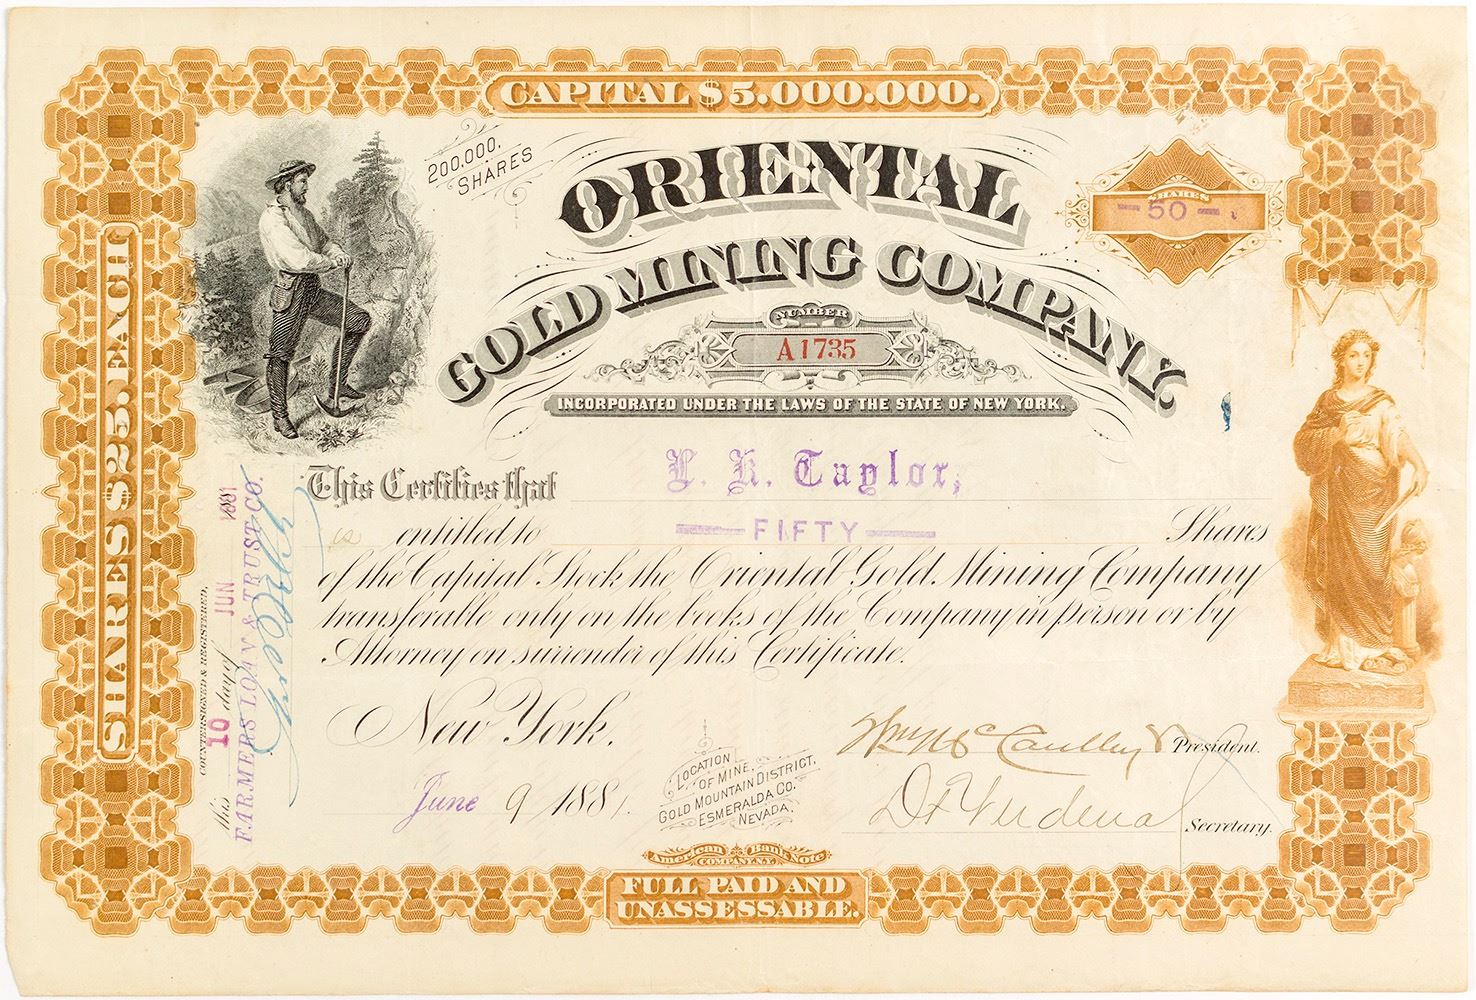 CAPITAL $5.000.000.
200,000. SHARES
ORIENTAL
GOLD MINING COMPANY.
SHARES
— 50 —
NUMBER
A1735
INCORPORATED UNDER THE LAWS OF THE STATE OF NEW YORK.
SHARES $25. EACH
This Certifies that L. R. Taylor,
is entitled to — FIFTY — Shares
of the Capital Stock the Oriental Gold Mining Company
transferable only on the books of the Company in person or by
Attorney on surrender of this Certificate.
New York.
June 9 1881.
COUNTERSIGNED & REGISTERED,
this 10 day of JUN 1881
FARMERS LOAN & TRUST CO.
LOCATION
OF MINE,
GOLD MOUNTAIN DISTRICT,
ESMERALDA CO.
NEVADA.
President.
Secretary.
American Bank Note
COMPANY N.Y.
FULL PAID AND
UNASSESSABLE.